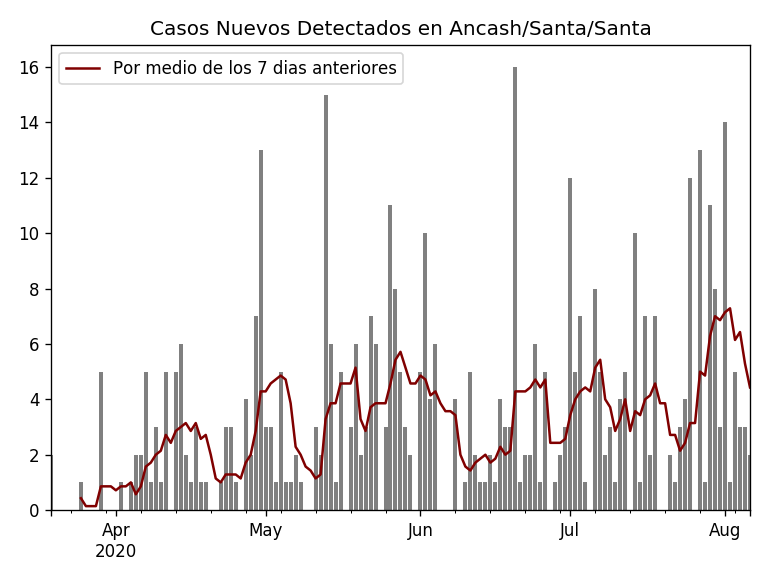 Casos Nuevos Detectados en Ancash/Santa/Santa
Por medio de los 7 dias anteriores
16
14
12
10
8
6
4
2
0
Apr
May
Jun
Jul
Aug
2020